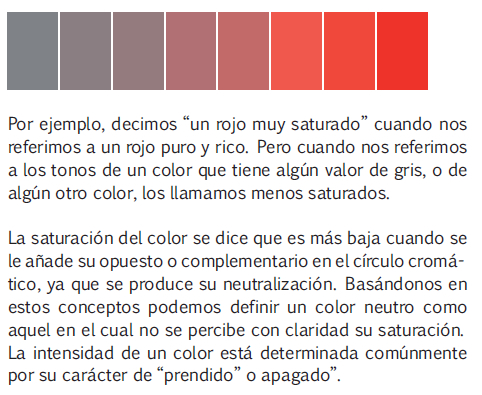 Por ejemplo, decimos “un rojo muy saturado” cuando nos
referimos a un rojo puro y rico. Pero cuando nos referimos
a los tonos de un color que tiene algún valor de gris, o de
algún otro color, los llamamos menos saturados.
La saturación del color se dice que es más baja cuando se
le añade su opuesto o complementario en el círculo cromá-
tico, ya que se produce su neutralización. Basándonos en
estos conceptos podemos definir un color neutro como
aquel en el cual no se percibe con claridad su saturación.
La intensidad de un color está determinada comúnmente
por su carácter de “prendido” o apagado”.